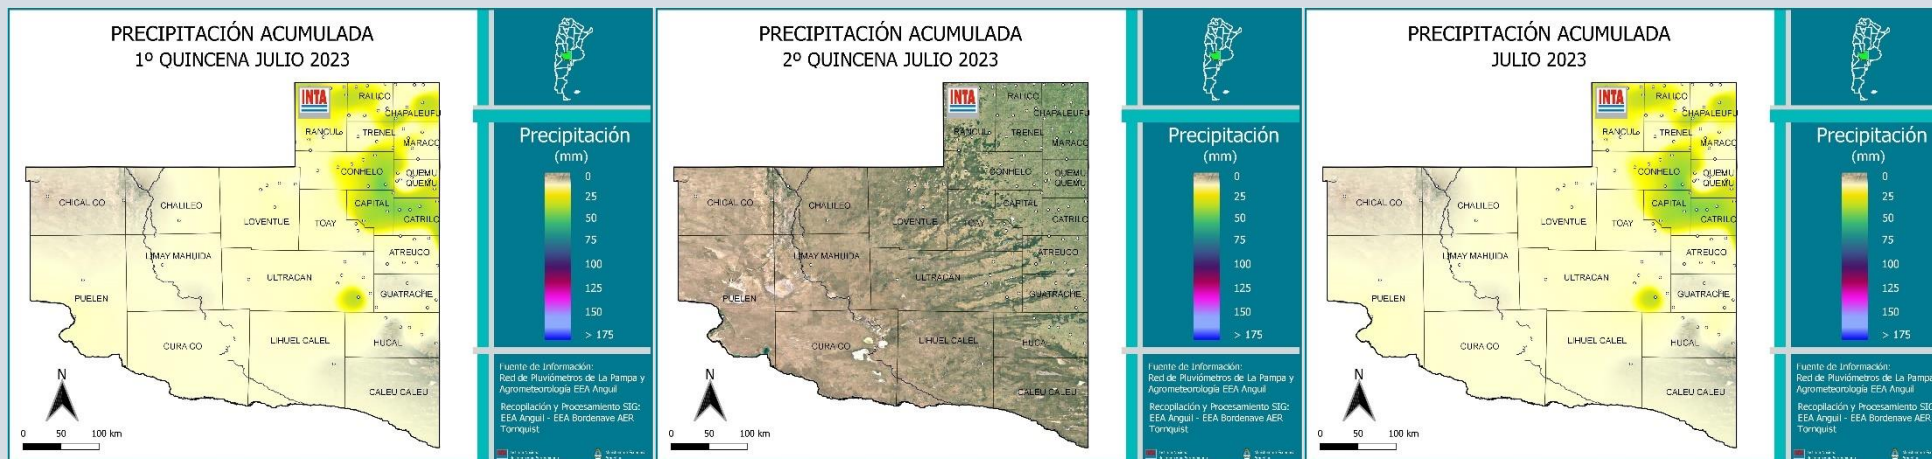 PRECIPITACIÓN ACUMULADA
1º QUINCENA JULIO 2023
INTA
RALICO
CHAPALEUFU
RANCUL
TRENEL
MARACO
CONHELO
QUEMU
QUEMU
CHICAL CO
CHALILEO
LOVENTUE
TOAY
CAPITAL
CATRILO
LIMAY MAHUIDA
ATREUCO
UTRACAN
PUELEN
GUATRACHE
CURA CO
LIHUEL CALEL
HUCAL
CALEU CALEU
N
0 50 100 km
Precipitación
(mm)
0
25
50
75
100
125
150
> 175
Fuente de Información:
Red de Pluviómetros de La Pampa y
Agrometeorología EEA Anguil
Recopilación y Procesamiento SIG:
EEA Anguil - EEA Bordenave AER
Tornquist
PRECIPITACIÓN ACUMULADA
2º QUINCENA JULIO 2023
INTA
RALICO
CHAPALEUFU
RANCUL
TRENEL
MARACO
CONHELO
QUEMU
QUEMU
CHICAL CO
CHALILEO
LOVENTUE
TOAY
CAPITAL
CATRILO
LIMAY MAHUIDA
ATREUCO
UTRACAN
PUELEN
GUATRACHE
CURA CO
LIHUEL CALEL
HUCAL
CALEU CALEU
N
0 50 100 km
Precipitación
(mm)
0
25
50
75
100
125
150
> 175
Fuente de Información:
Red de Pluviómetros de La Pampa y
Agrometeorología EEA Anguil
Recopilación y Procesamiento SIG:
EEA Anguil - EEA Bordenave AER
Tornquist
PRECIPITACIÓN ACUMULADA
JULIO 2023
INTA
RALICO
CHAPALEUFU
RANCUL
TRENEL
MARACO
CONHELO
QUEMU
QUEMU
CHICAL CO
CHALILEO
LOVENTUE
TOAY
CAPITAL
CATRILO
LIMAY MAHUIDA
ATREUCO
UTRACAN
PUELEN
GUATRACHE
CURA CO
LIHUEL CALEL
HUCAL
CALEU CALEU
N
0 50 100 km
Precipitación
(mm)
0
25
50
75
100
125
150
> 175
Fuente de Información:
Red de Pluviómetros de La Pampa
Agrometeorología EEA Anguil
Recopilación y Procesamiento SIG
EEA Anguil - EEA Bordenave AER
Tornquist